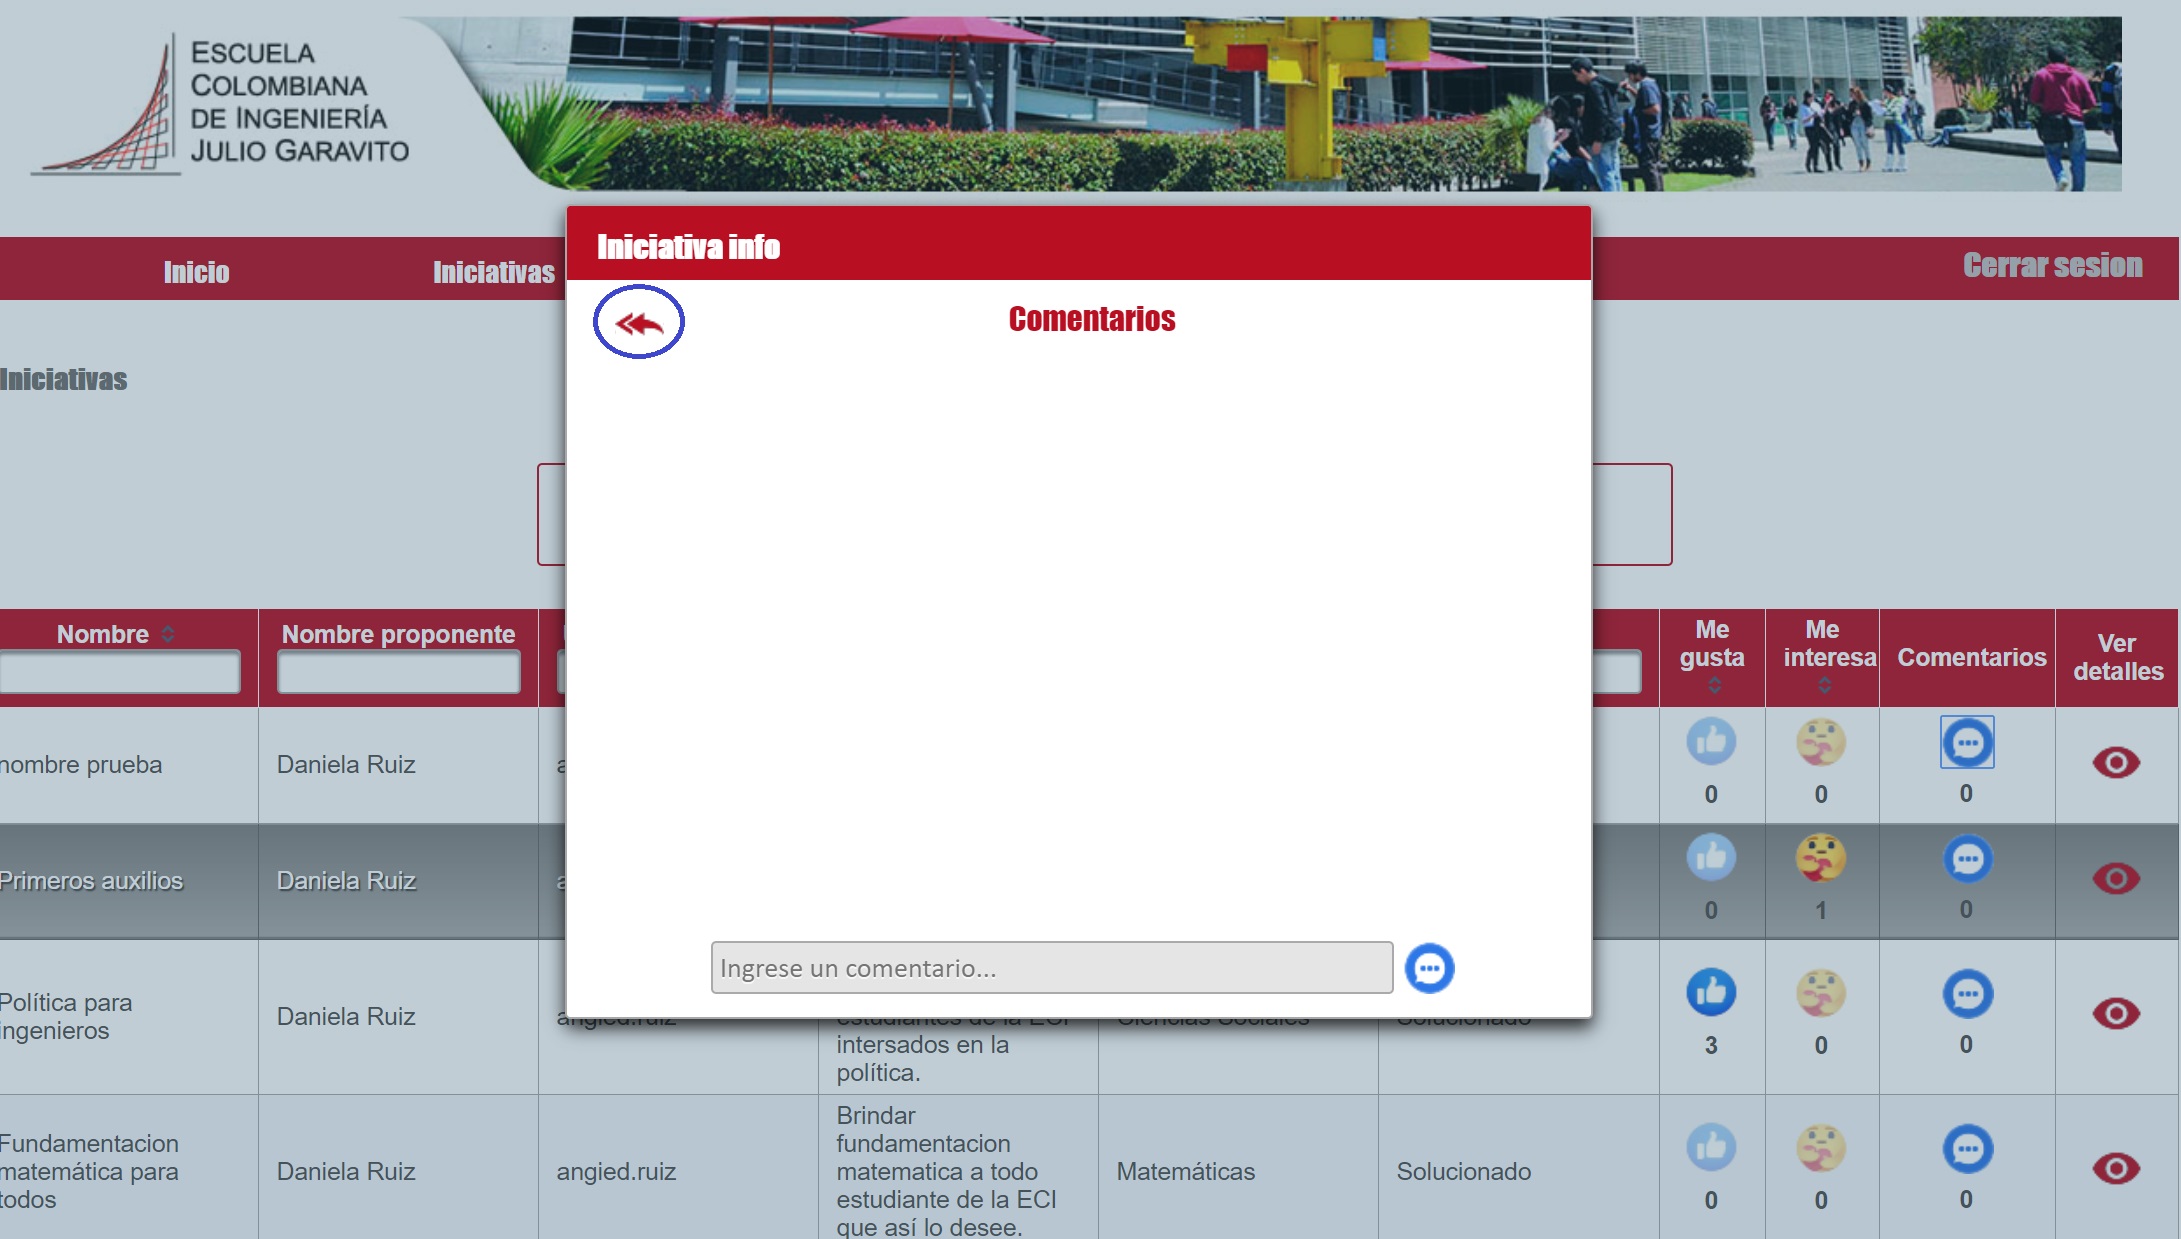 ESCUELA
COLOMBIANA
DE INGENIERÍA
JULIO GARAVITO
Inicio
Iniciativas
Cerrar sesion
Iniciativa info
Comentarios
Iniciativas
Nombre
Nombre proponente
Me
gusta
Me
interesa
Comentarios
Ver
detalles
nombre prueba
Daniela Ruiz
0
0
0
Primeros auxilios
Daniela Ruiz
0
1
0
Ingrese un comentario...
Política para
ingenieros
Daniela Ruiz
angied.ruiz
estudiantes de la ECI
intersados en la
política.
Ciencias Sociales
Solucionado
3
0
0
Fundamentacion
matemática para
todos
Daniela Ruiz
angied.ruiz
Brindar
fundamentacion
matematica a todo
estudiante de la ECI
que así lo desee.
Matemáticas
Solucionado
0
0
0